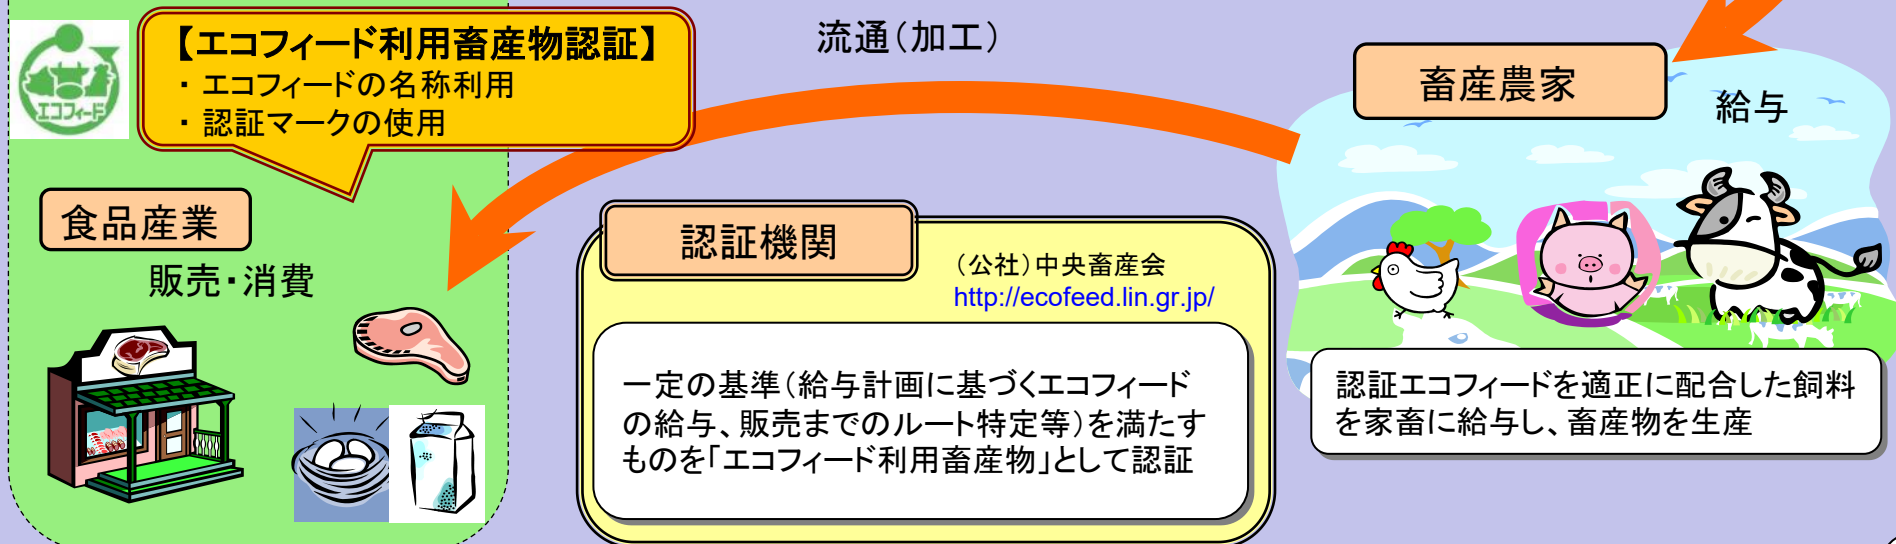 エコフィード
【エコフィード利用畜産物認証】
・ エコフィードの名称利用
・ 認証マークの使用
流通（加工）
畜産農家
給与
食品産業
販売・消費
認証機関
（公社）中央畜産会
http://ecofeed.lin.gr.jp/
一定の基準（給与計画に基づくエコフィード
の給与、販売までのルート特定等）を満たす
ものを「エコフィード利用畜産物」として認証
認証エコフィードを適正に配合した飼料
を家畜に給与し、畜産物を生産